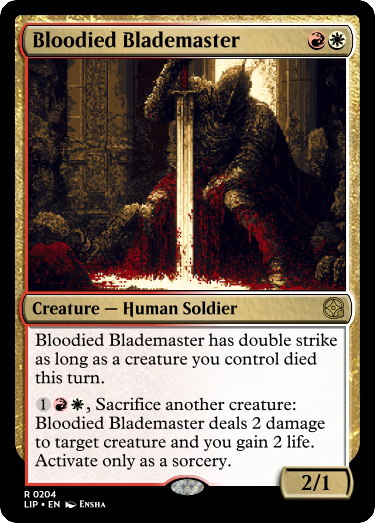 Bloodied Blademaster
Creature — Human Soldier
Bloodied Blademaster has double strike
as long as a creature you control died
this turn.
1, Sacrifice another creature:
Bloodied Blademaster deals 2 damage
to target creature and you gain 2 life.
Activate only as a sorcery.
2/1
R 0204
LIP • EN Ensha